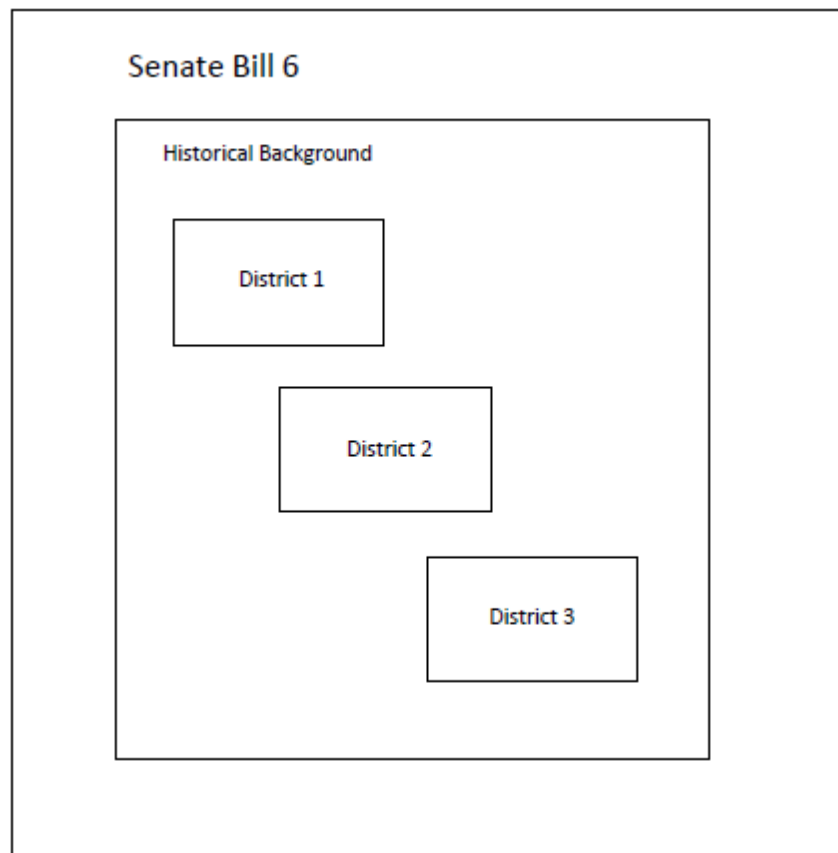 Senate Bill 6
Historical Background
District 1
District 2
District 3